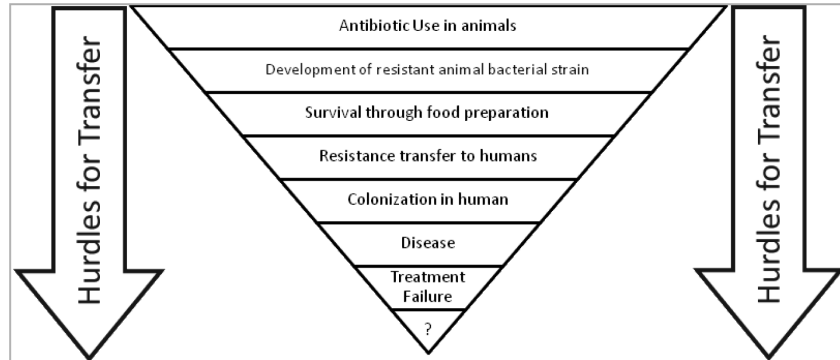 Hurdles for Transfer
Antibiotic Use in animals
Development of resistant animal bacterial strain
Survival through food preparation
Resistance transfer to humans
Colonization in human
Disease
Treatment
Failure
?
Hurdles for Transfer